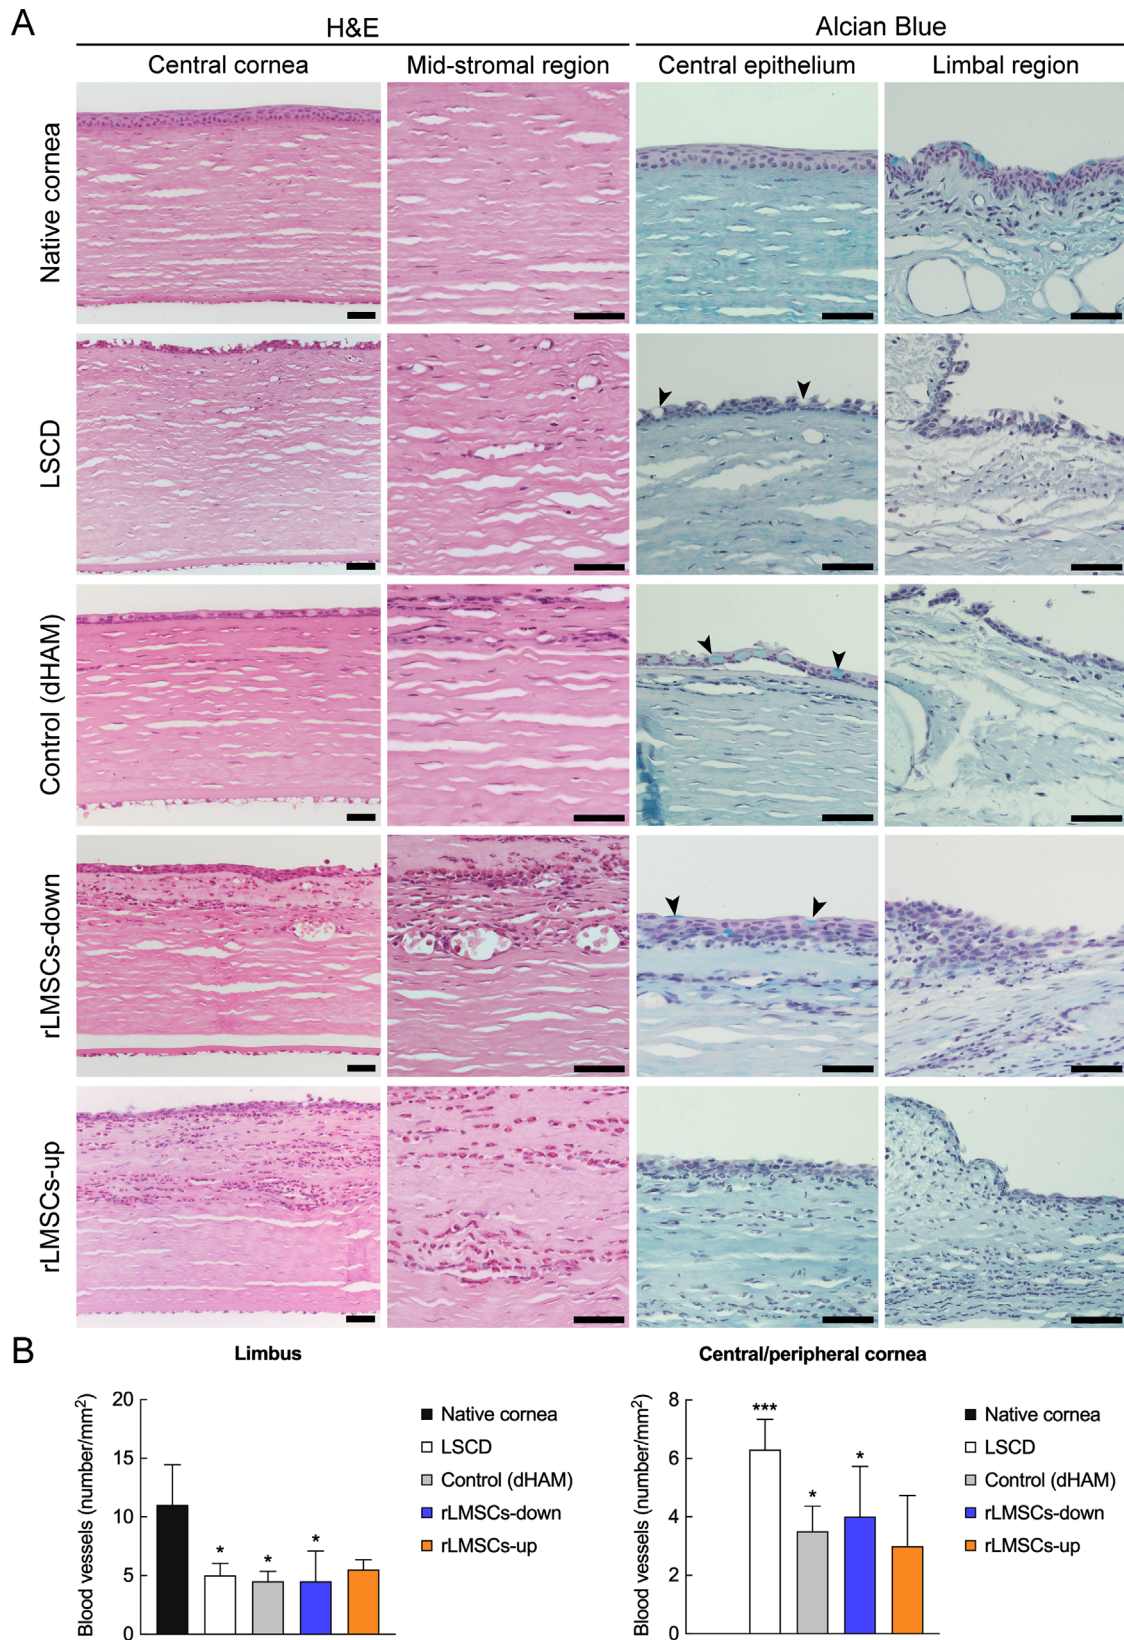 A
H&E
Alcian Blue
Central cornea
Mid-stromal region
Central epithelium
Limbal region
Native cornea
LSCD
Control (dHAM)
rLMSCs-down
rLMSCs-up
B
Limbus
Blood vessels (number/mm²)
20
15
10
5
0
*
*
*
Native cornea
LSCD
Control (dHAM)
rLMSCs-down
rLMSCs-up
Central/peripheral cornea
Blood vessels (number/mm²)
8
6
4
2
0
***
*
*
Native cornea
LSCD
Control (dHAM)
rLMSCs-down
rLMSCs-up